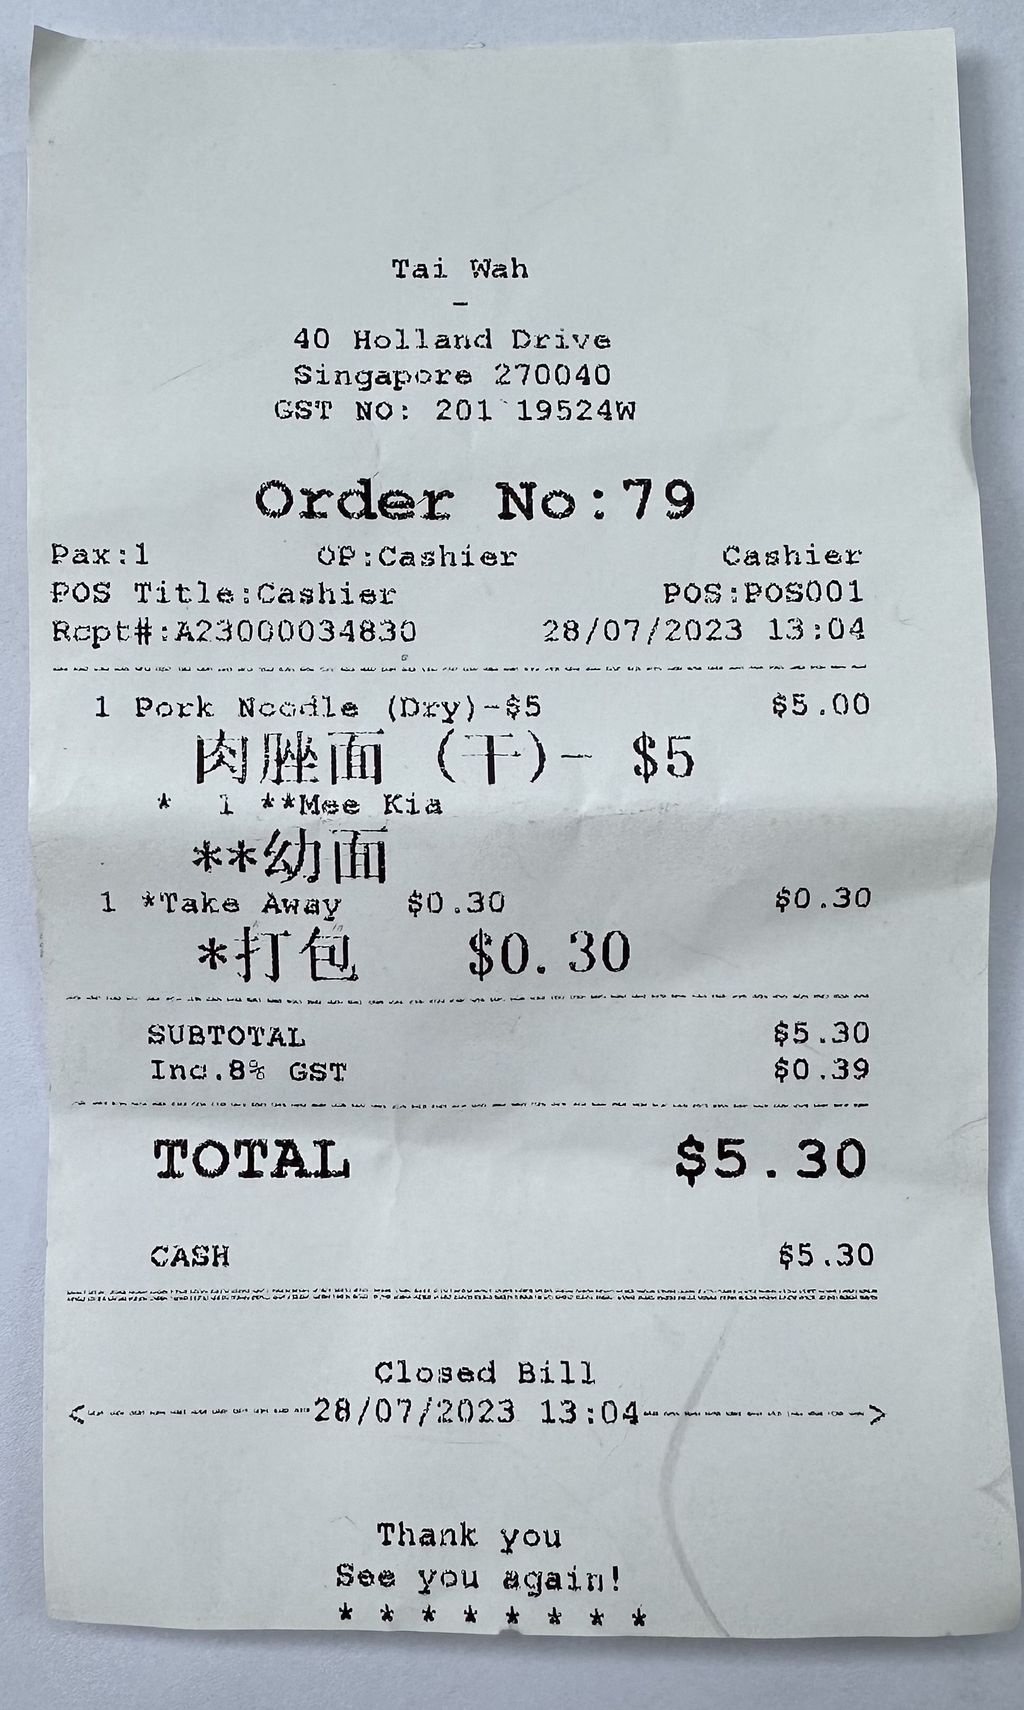 Tai Wah
-
40 Holland Drive
Singapore 270040
GST NO: 201 19524W
Order No:79
Pax:1 OP:Cashier Cashier
POS Title:Cashier POS:POS001
Rcpt#:A23000034830 28/07/2023 13:04
1 Pork Noodle (Dry)-$5 $5.00
肉脞面 (干)- $5
* 1 **Mee Kia
**幼面
1 *Take Away $0.30 $0.30
*打包 $0.30
SUBTOTAL $5.30
Inc.8% GST $0.39
TOTAL $5.30
CASH $5.30
Closed Bill
<--------28/07/2023 13:04-------->
Thank you
See you again!
* * * * * * * *